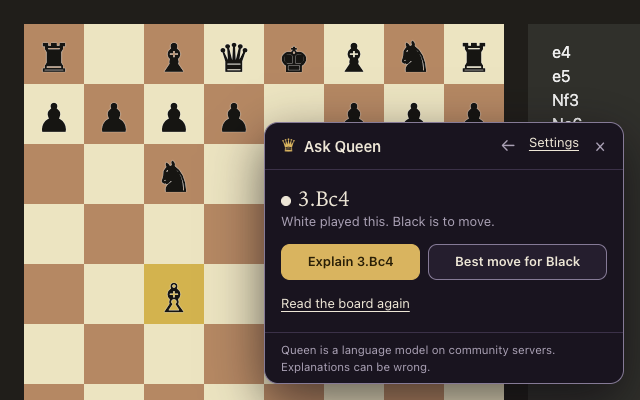 e4
e5
Nf3
Ask Queen
Settings
3.Bc4
White played this. Black is to move.
Explain 3.Bc4
Best move for Black
Read the board again
Queen is a language model on community servers.
Explanations can be wrong.